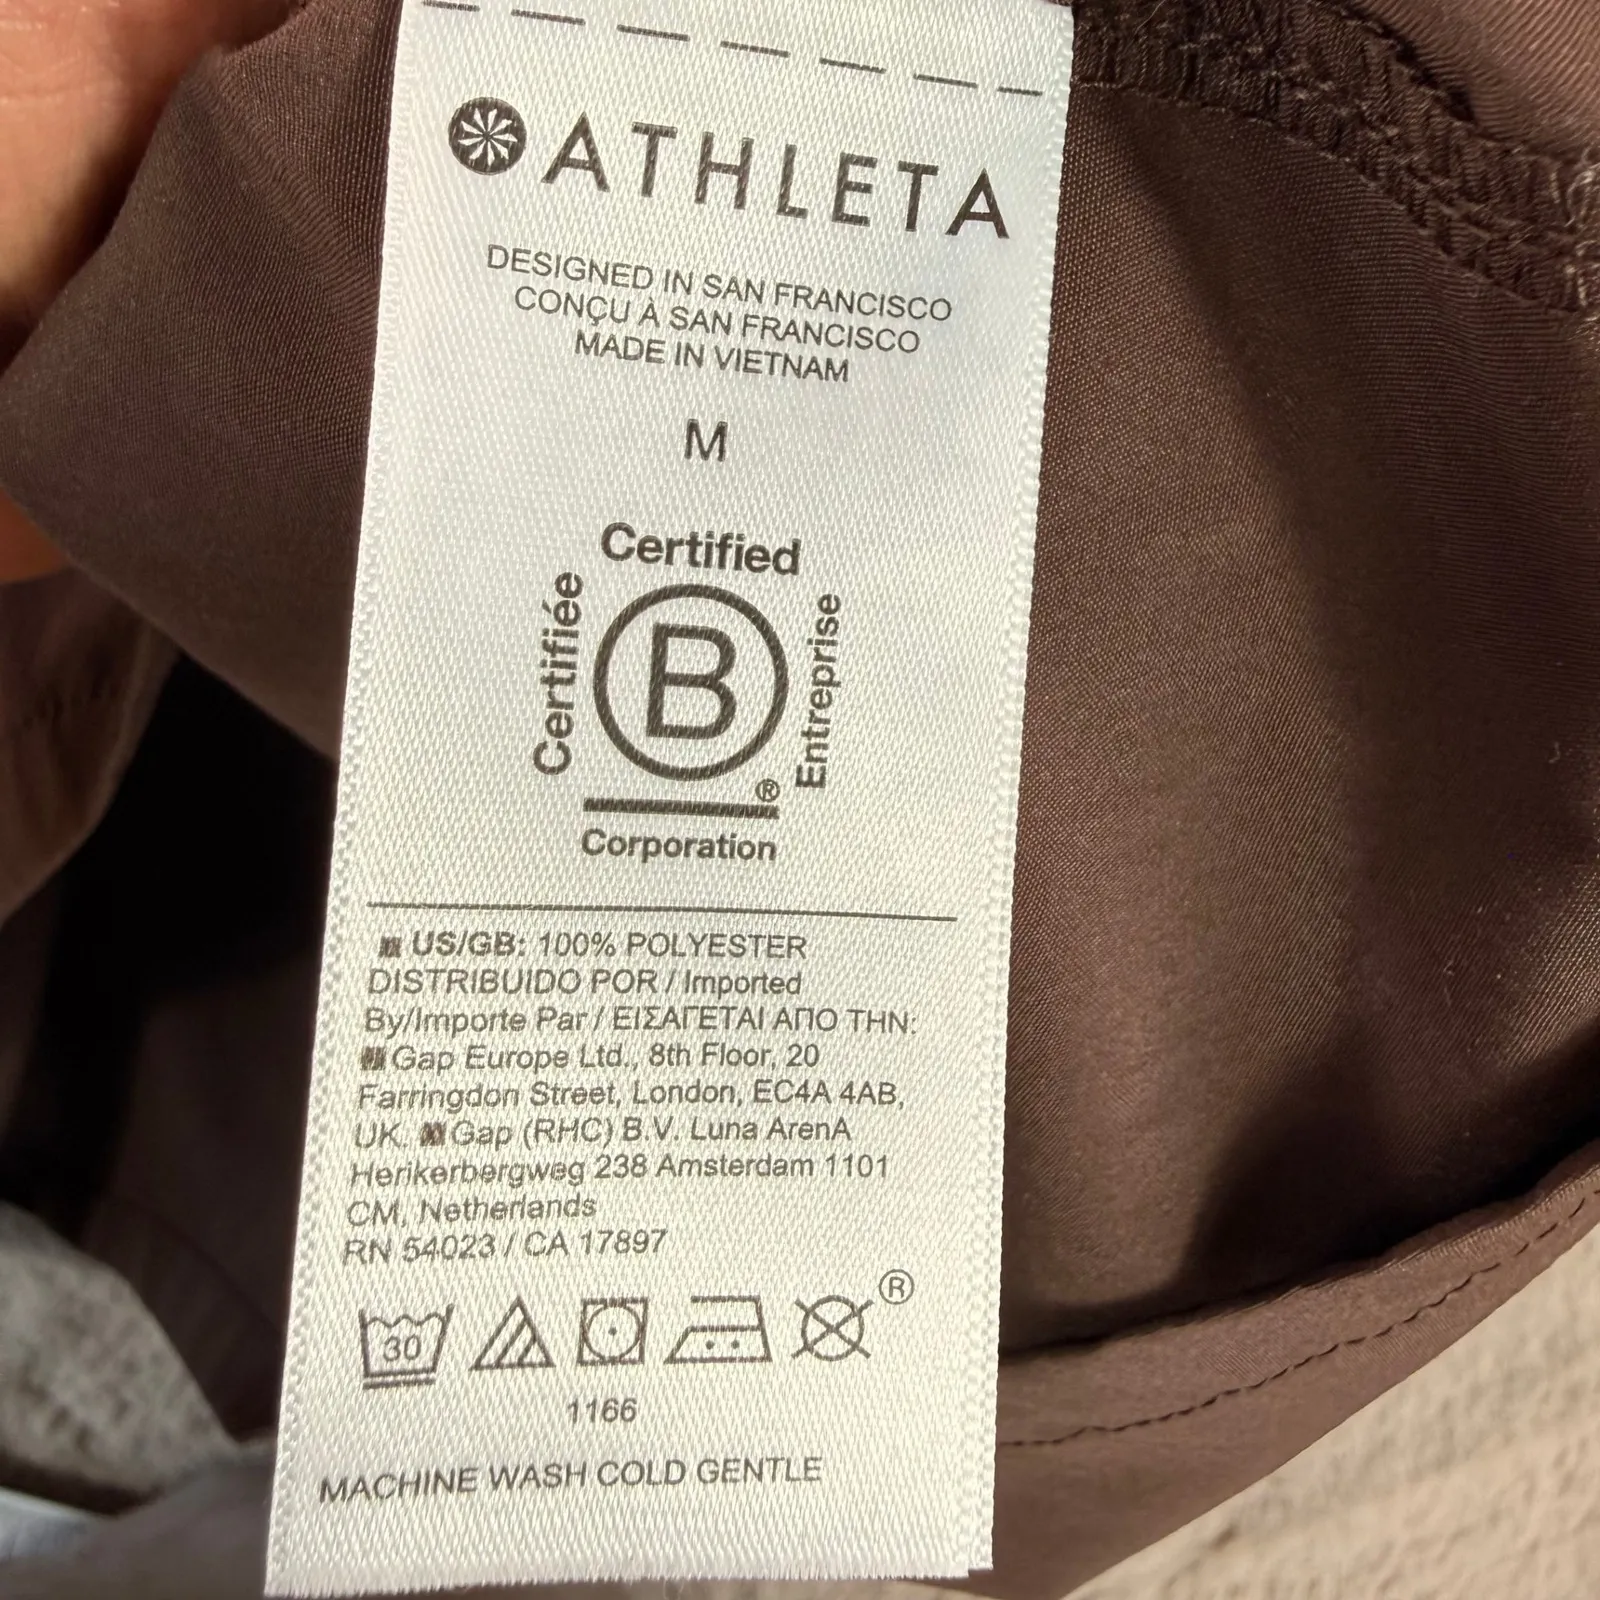 ATHLETA
DESIGNED IN SAN FRANCISCO
CONÇU À SAN FRANCISCO
MADE IN VIETNAM
M
Certified
Certifiée
B
Entreprise
®
Corporation
US/GB: 100% POLYESTER
DISTRIBUIDO POR / Imported
By/Importe Par / ΕΙΣΑΓΕΤΑΙ ΑΠΟ ΤΗΝ:
Gap Europe Ltd., 8th Floor, 20
Farringdon Street, London, EC4A 4AB,
UK. Gap (RHC) B.V. Luna ArenA
Herikerbergweg 238 Amsterdam 1101
CM, Netherlands
RN 54023 / CA 17897
30
®
1166
MACHINE WASH COLD GENTLE